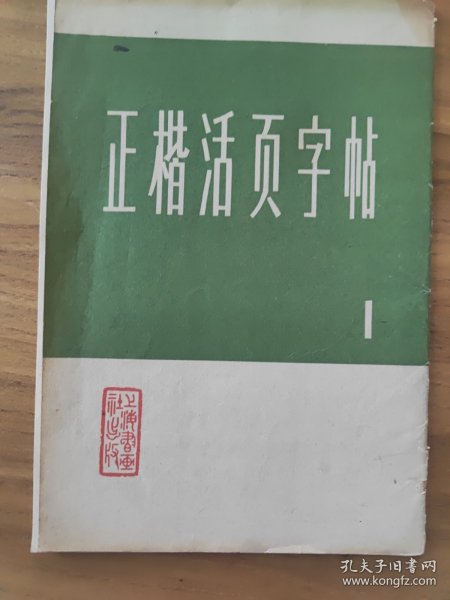 正楷活页字帖
1
上海书画
社出版
孔夫子旧书网
www.kongfz.com